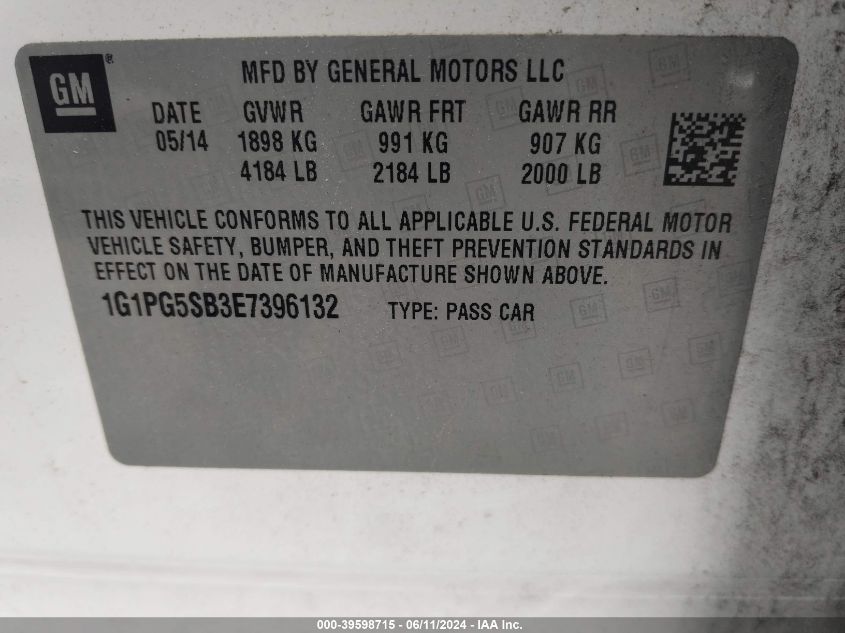 GM®
MFD BY GENERAL MOTORS LLC
DATE GVWR GAWR FRT GAWR RR
05/14 1898 KG 991 KG 907 KG
4184 LB 2184 LB 2000 LB
THIS VEHICLE CONFORMS TO ALL APPLICABLE U.S. FEDERAL MOTOR
VEHICLE SAFETY, BUMPER, AND THEFT PREVENTION STANDARDS IN
EFFECT ON THE DATE OF MANUFACTURE SHOWN ABOVE.
1G1PG5SB3E7396132 TYPE: PASS CAR
000-39598715 - 06/11/2024 - IAA Inc.